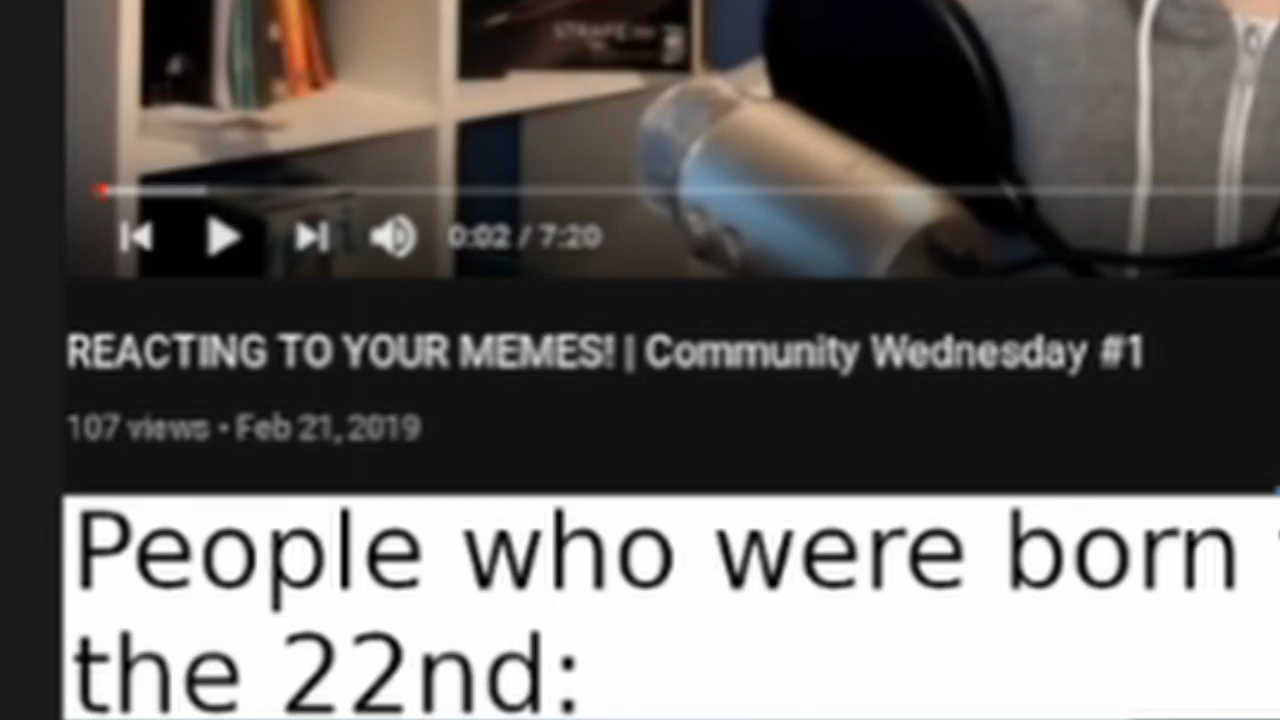 0:02 / 7:20
REACTING TO YOUR MEMES! | Community Wednesday #1
107 views • Feb 21, 2019
People who were born
the 22nd: